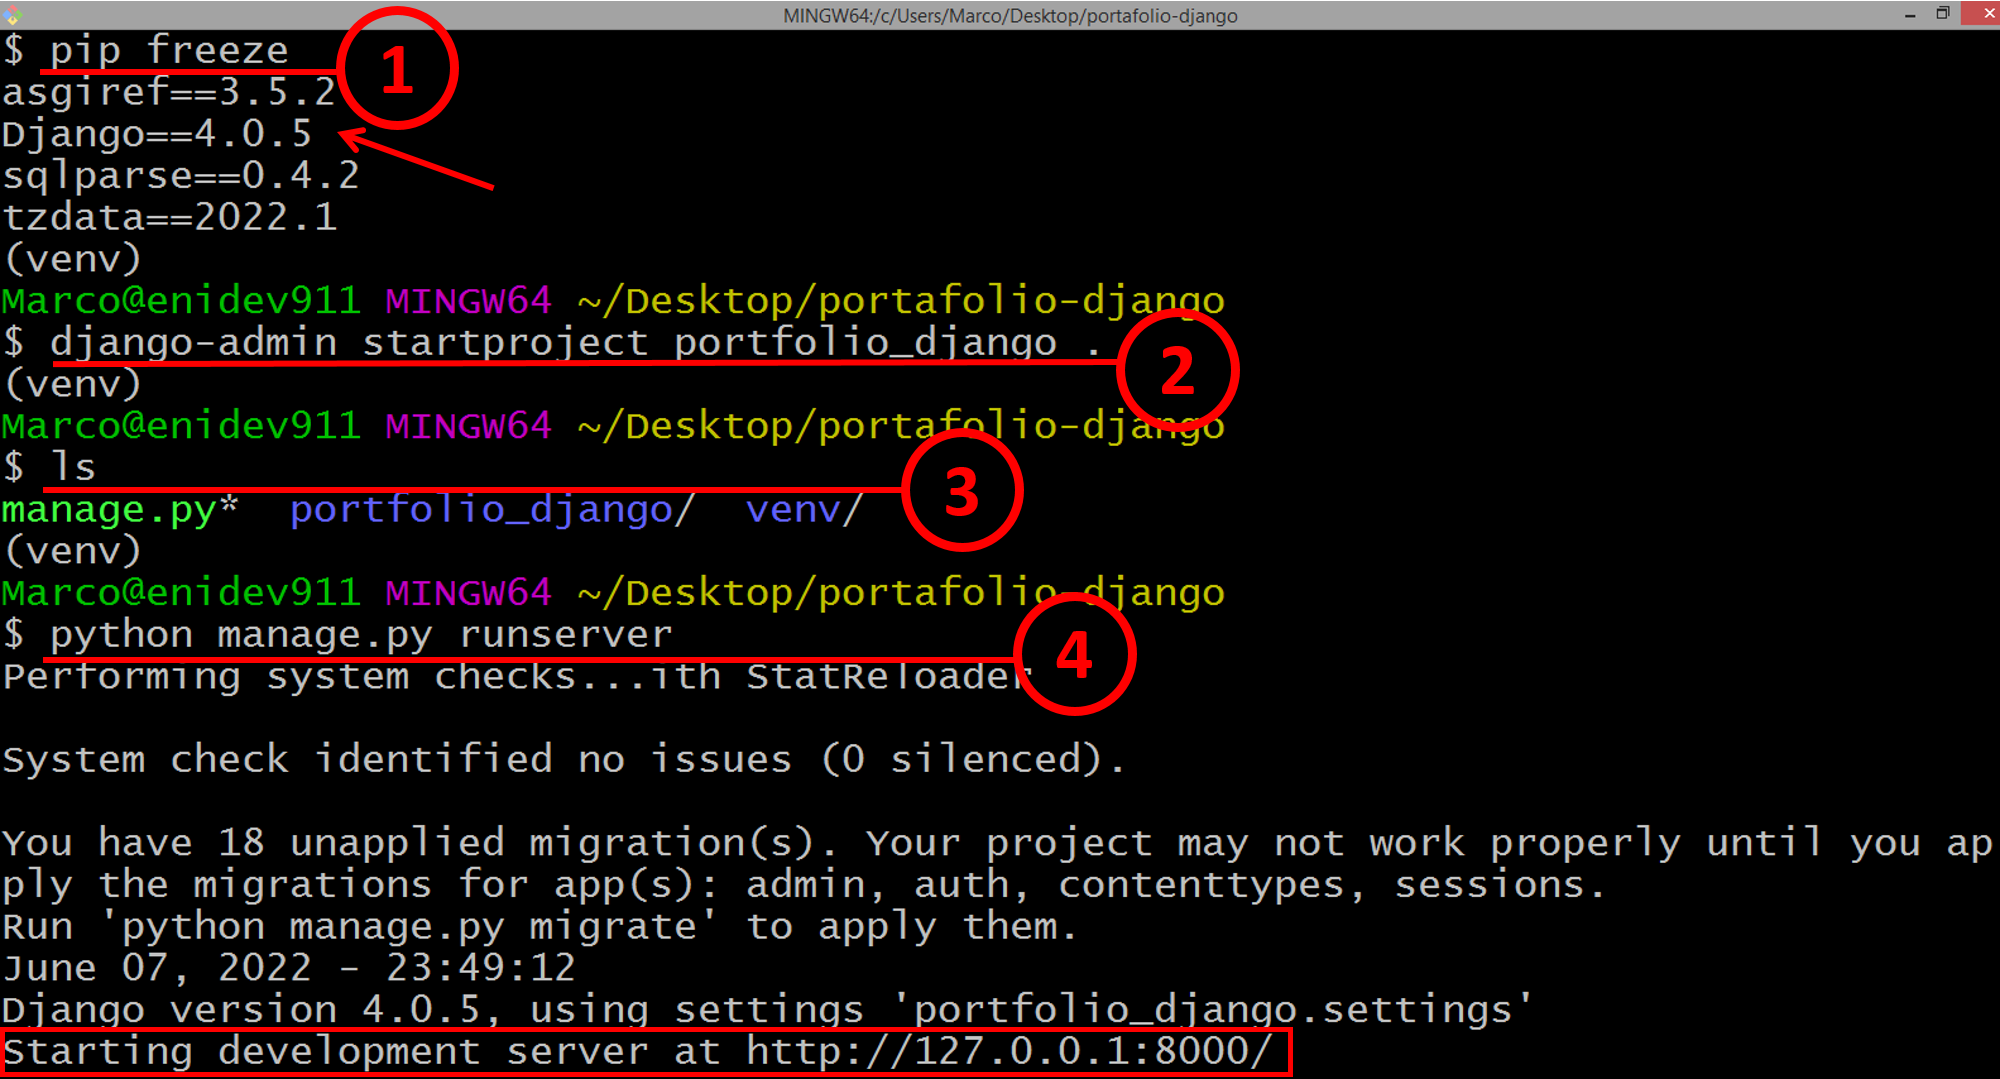 MINGW64:/c/Users/Marco/Desktop/portafolio-django
$ pip freeze
1
asgiref==3.5.2
Django==4.0.5
sqlparse==0.4.2
tzdata==2022.1
(venv)
Marco@enidev911 MINGW64 ~/Desktop/portafolio-django
$ django-admin startproject portfolio_django .
2
(venv)
Marco@enidev911 MINGW64 ~/Desktop/portafolio-django
$ ls
3
manage.py* portfolio_django/ venv/
(venv)
Marco@enidev911 MINGW64 ~/Desktop/portafolio-django
$ python manage.py runserver
4
Performing system checks...ith StatReloader
System check identified no issues (0 silenced).
You have 18 unapplied migration(s). Your project may not work properly until you ap
ply the migrations for app(s): admin, auth, contenttypes, sessions.
Run 'python manage.py migrate' to apply them.
June 07, 2022 - 23:49:12
Django version 4.0.5, using settings 'portfolio_django.settings'
Starting development server at http://127.0.0.1:8000/